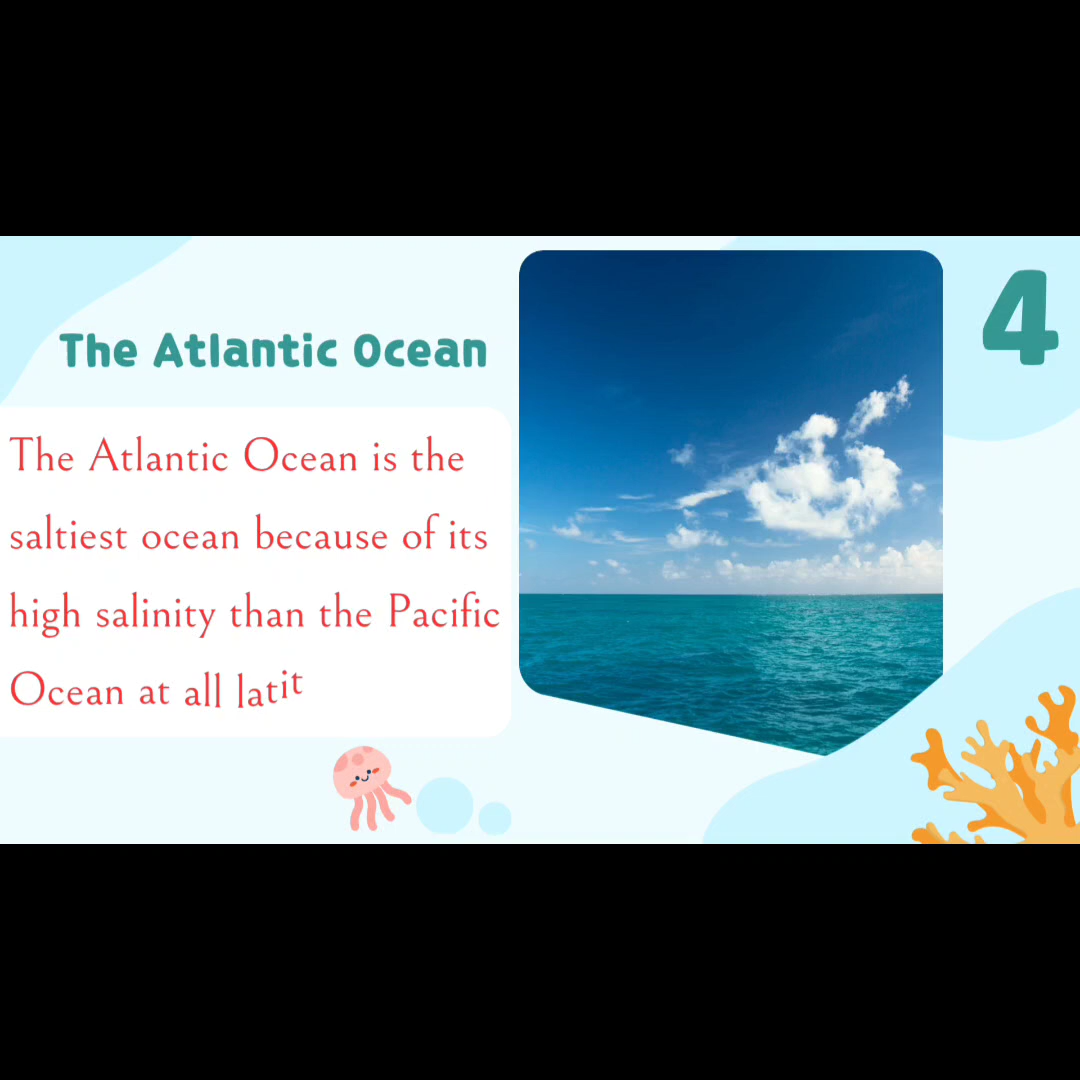 The Atlantic Ocean
4
The Atlantic Ocean is the
saltiest ocean because of its
high salinity than the Pacific
Ocean at all latit